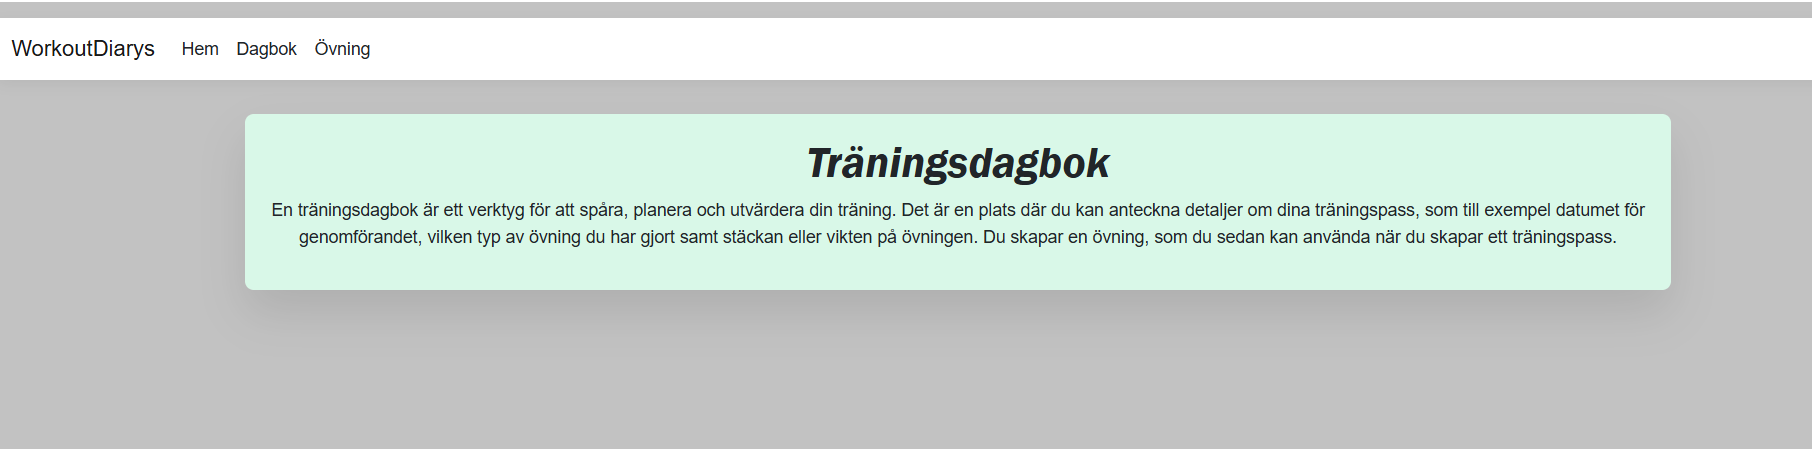 WorkoutDiarys Hem Dagbok Övning
Träningsdagbok
En träningsdagbok är ett verktyg för att spåra, planera och utvärdera din träning. Det är en plats där du kan anteckna detaljer om dina träningspass, som till exempel datumet för
genomförandet, vilken typ av övning du har gjort samt stäckan eller vikten på övningen. Du skapar en övning, som du sedan kan använda när du skapar ett träningspass.